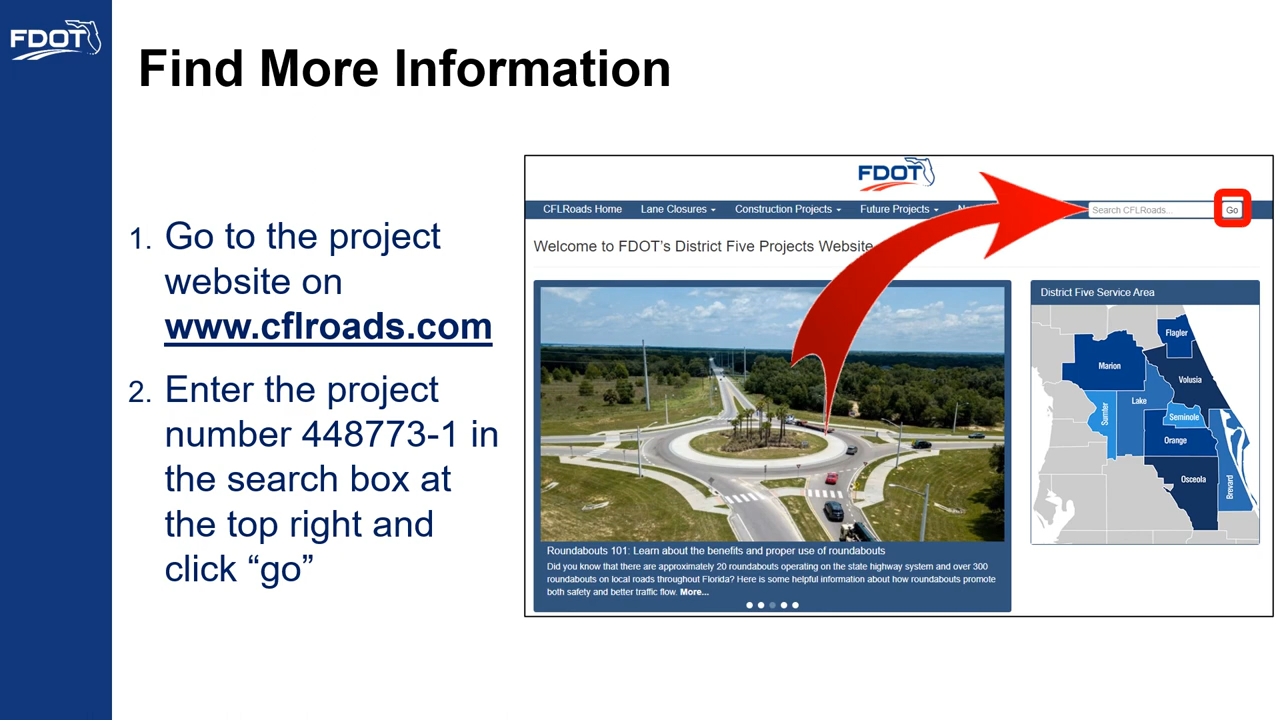 FDOT
Find More Information
1. Go to the project
website on
www.cflroads.com
2. Enter the project
number 448773-1 in
the search box at
the top right and
click “go”
FDOT
CFLRoads Home Lane Closures Construction Projects Future Projects Search CFLRoads... Go
Welcome to FDOT's District Five Projects Website
District Five Service Area
Flagler
Marion
Volusia
Lake
Sumter
Seminole
Orange
Osceola
Brevard
Roundabouts 101: Learn about the benefits and proper use of roundabouts
Did you know that there are approximately 20 roundabouts operating on the state highway system and over 300
roundabouts on local roads throughout Florida? Here is some helpful information about how roundabouts promote
both safety and better traffic flow. More...